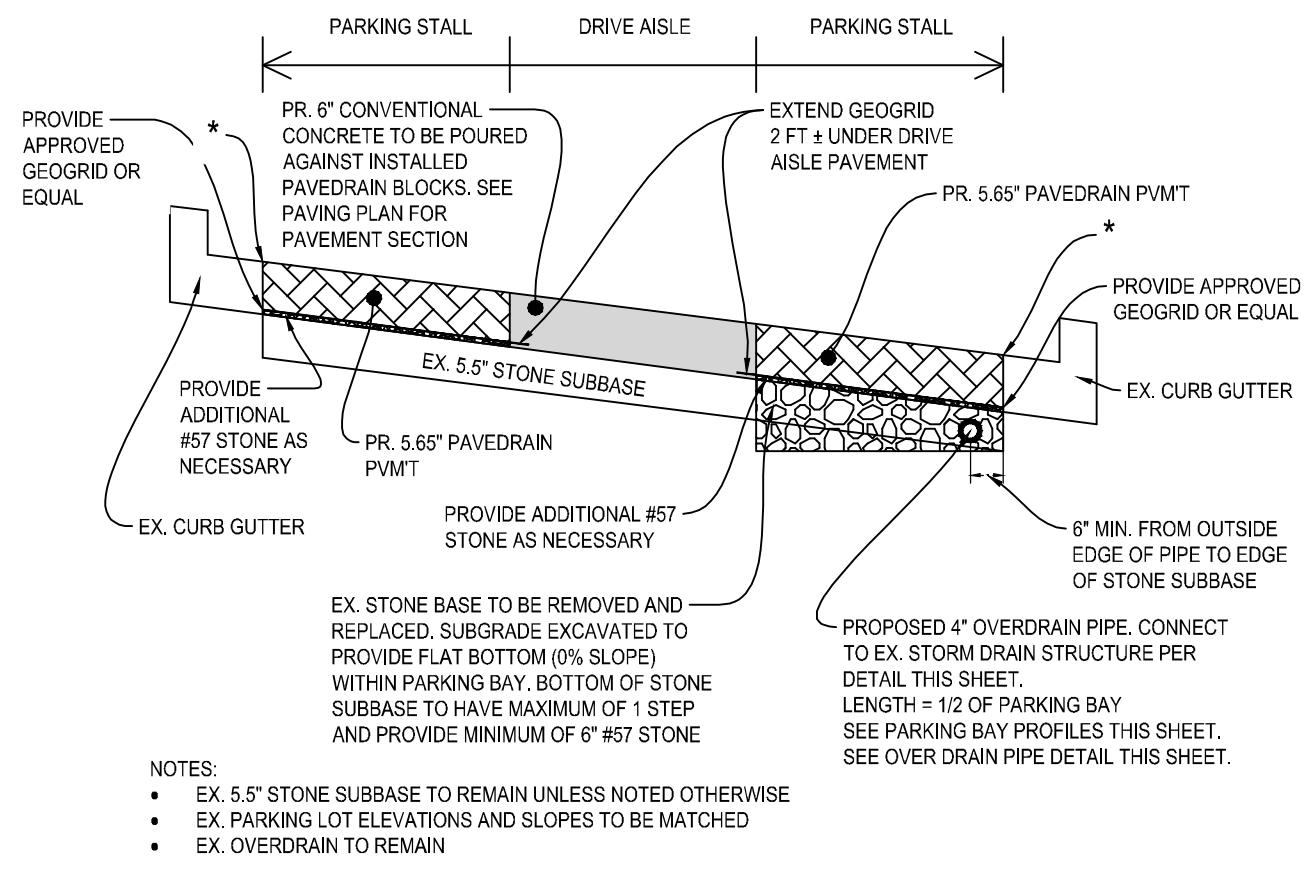 PARKING STALL
DRIVE AISLE
PARKING STALL
PROVIDE
APPROVED
GEOGRID OR
EQUAL
*
PR. 6" CONVENTIONAL
CONCRETE TO BE POURED
AGAINST INSTALLED
PAVEDRAIN BLOCKS. SEE
PAVING PLAN FOR
PAVEMENT SECTION
EXTEND GEOGRID
2 FT ± UNDER DRIVE
AISLE PAVEMENT
PR. 5.65" PAVEDRAIN PVM'T
*
PROVIDE APPROVED
GEOGRID OR EQUAL
EX. 5.5" STONE SUBBASE
EX. CURB GUTTER
PROVIDE
ADDITIONAL
#57 STONE AS
NECESSARY
PR. 5.65" PAVEDRAIN
PVM'T
EX. CURB GUTTER
PROVIDE ADDITIONAL #57
STONE AS NECESSARY
6" MIN. FROM OUTSIDE
EDGE OF PIPE TO EDGE
OF STONE SUBBASE
EX. STONE BASE TO BE REMOVED AND
REPLACED. SUBGRADE EXCAVATED TO
PROVIDE FLAT BOTTOM (0% SLOPE)
WITHIN PARKING BAY. BOTTOM OF STONE
SUBBASE TO HAVE MAXIMUM OF 1 STEP
AND PROVIDE MINIMUM OF 6" #57 STONE
PROPOSED 4" OVERDRAIN PIPE. CONNECT
TO EX. STORM DRAIN STRUCTURE PER
DETAIL THIS SHEET.
LENGTH = 1/2 OF PARKING BAY
SEE PARKING BAY PROFILES THIS SHEET.
SEE OVER DRAIN PIPE DETAIL THIS SHEET.
NOTES:
• EX. 5.5" STONE SUBBASE TO REMAIN UNLESS NOTED OTHERWISE
• EX. PARKING LOT ELEVATIONS AND SLOPES TO BE MATCHED
• EX. OVERDRAIN TO REMAIN